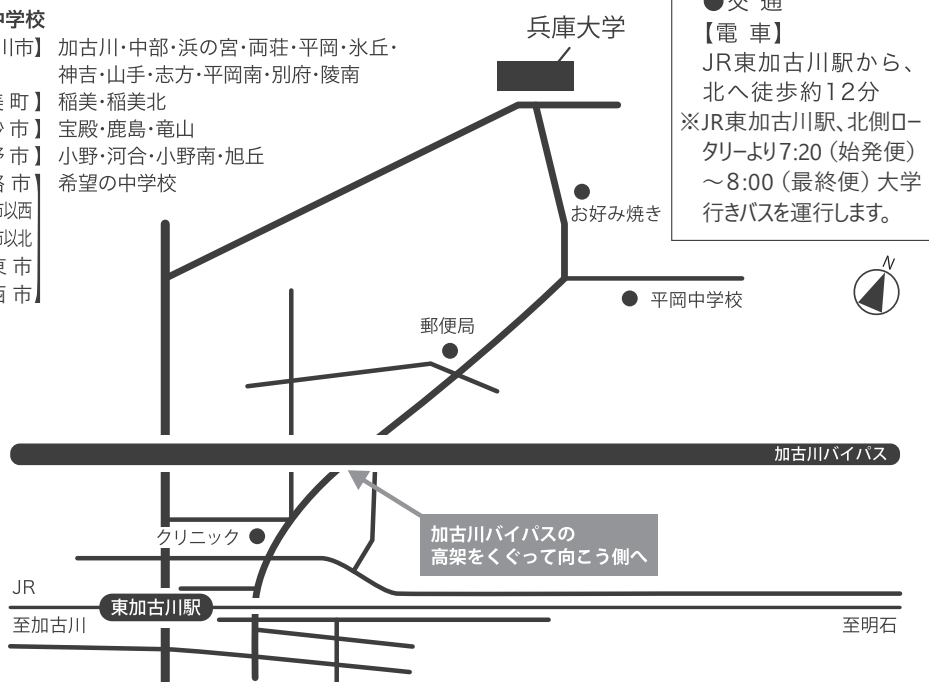 中学校
川市】 加古川・中部・浜の宮・両荘・平岡・氷丘・
神吉・山手・志方・平岡南・別府・陵南
町】 稲美・稲美北
市】 宝殿・鹿島・竜山
市】 小野・河合・小野南・旭丘
市 希望の中学校
以西
以北
市
市
兵庫大学
●交 通
【電 車】
JR東加古川駅から、
北へ徒歩約12分
※JR東加古川駅、北側ロー
タリーより7:20（始発便）
～8:00（最終便）大学
行きバスを運行します。
N
お好み焼き
平岡中学校
郵便局
加古川バイパス
加古川バイパスの
高架をくぐって向こう側へ
クリニック
JR
東加古川駅
至加古川
至明石